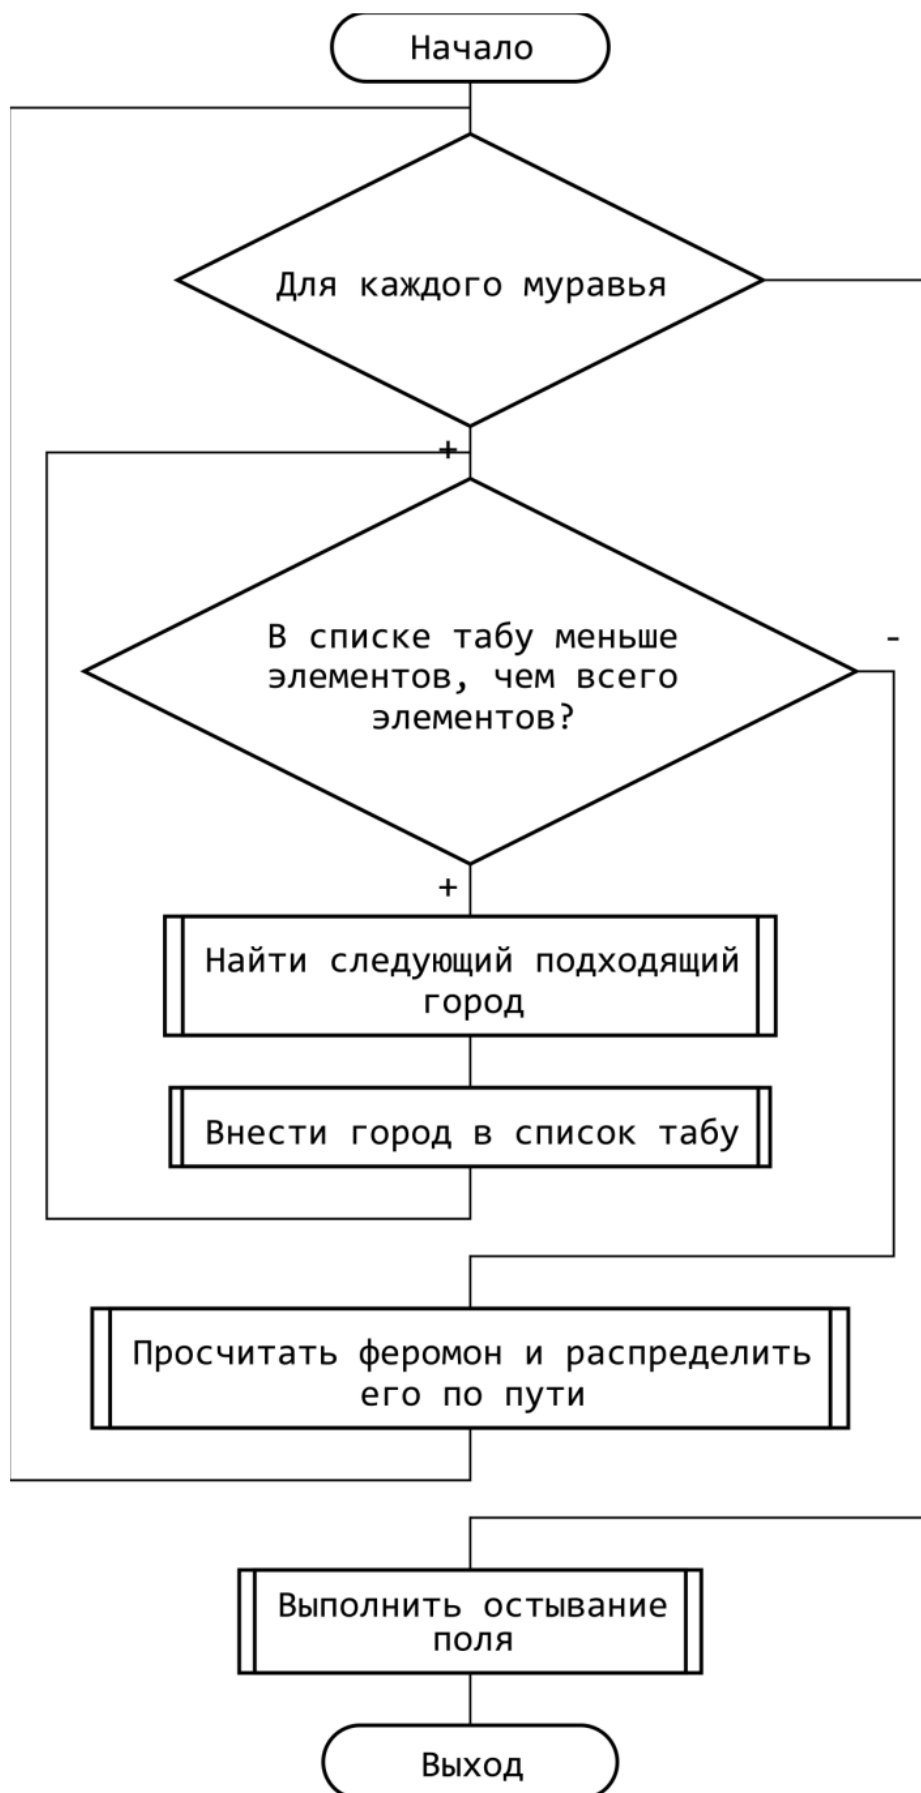 Начало
Для каждого муравья
+
В списке табу меньше
элементов, чем всего
элементов?
-
+
Найти следующий подходящий
город
Внести город в список табу
Просчитать феромон и распределить
его по пути
Выполнить остывание
поля
Выход